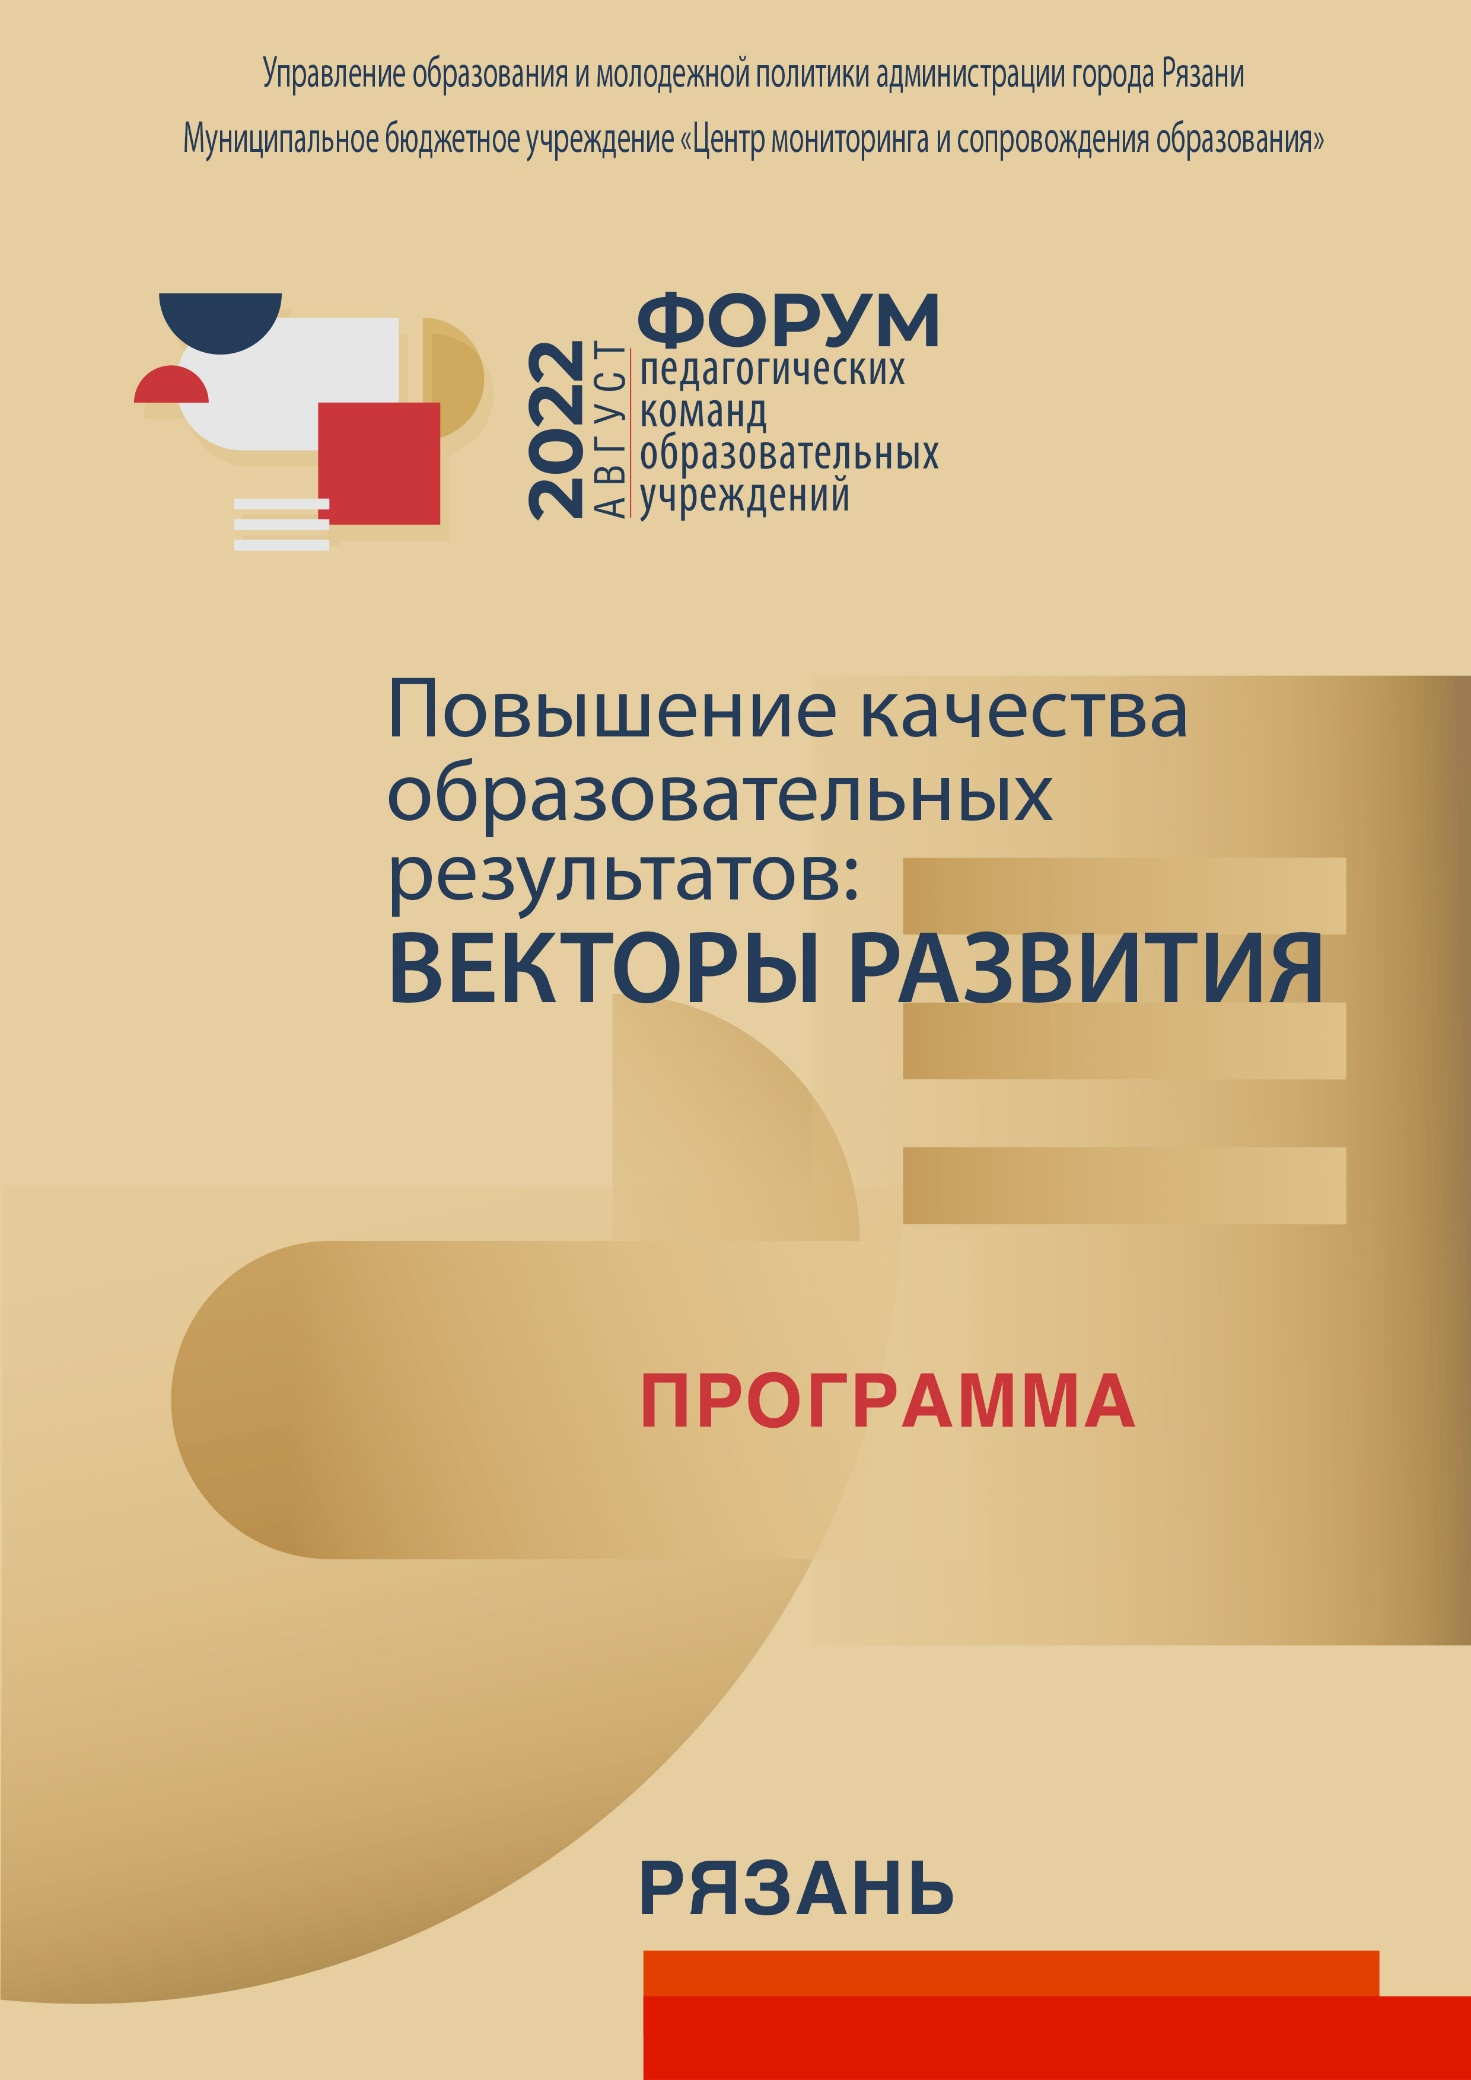 Управление образования и молодежной политики администрации города Рязани
Муниципальное бюджетное учреждение «Центр мониторинга и сопровождения образования»
2022
АВГУСТ
ФОРУМ
педагогических
команд
образовательных
учреждений
Повышение качества
образовательных
результатов:
ВЕКТОРЫ РАЗВИТИЯ
ПРОГРАММА
РЯЗАНЬ